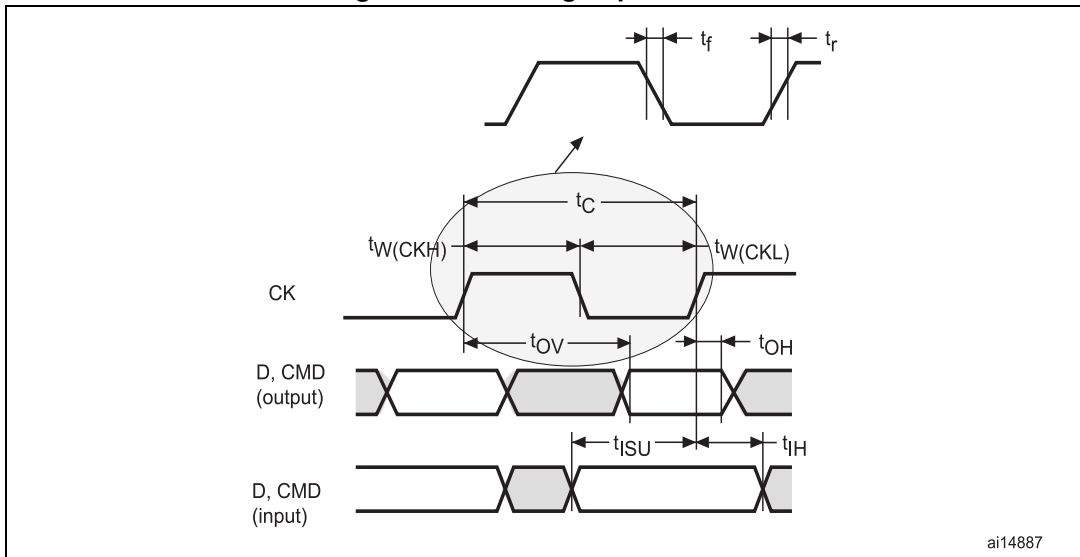 tf
tr
tC
tW(CKH)
tW(CKL)
CK
tOV
tOH
D, CMD
(output)
tISU
tIH
D, CMD
(input)
ai14887